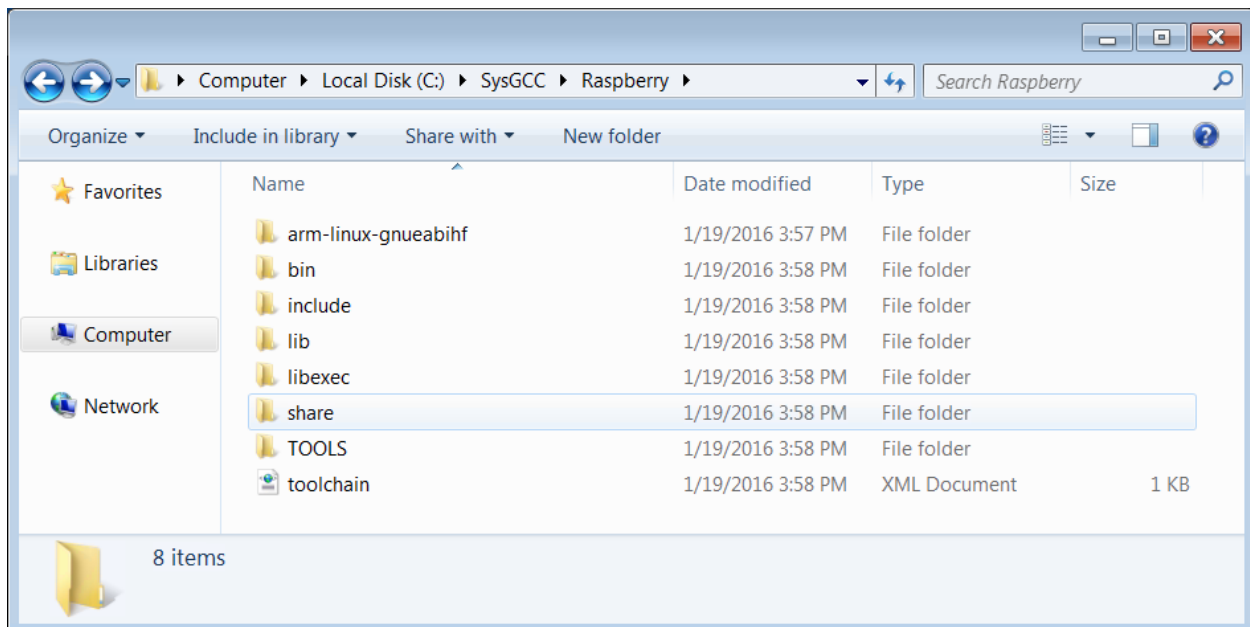 Computer Local Disk (C:) SysGCC Raspberry Search Raspberry
Organize Include in library Share with New folder
Favorites
Libraries
Computer
Network
Name Date modified Type Size
arm-linux-gnueabihf 1/19/2016 3:57 PM File folder
bin 1/19/2016 3:58 PM File folder
include 1/19/2016 3:58 PM File folder
lib 1/19/2016 3:58 PM File folder
libexec 1/19/2016 3:58 PM File folder
share 1/19/2016 3:58 PM File folder
TOOLS 1/19/2016 3:58 PM File folder
toolchain 1/19/2016 3:58 PM XML Document 1 KB
8 items